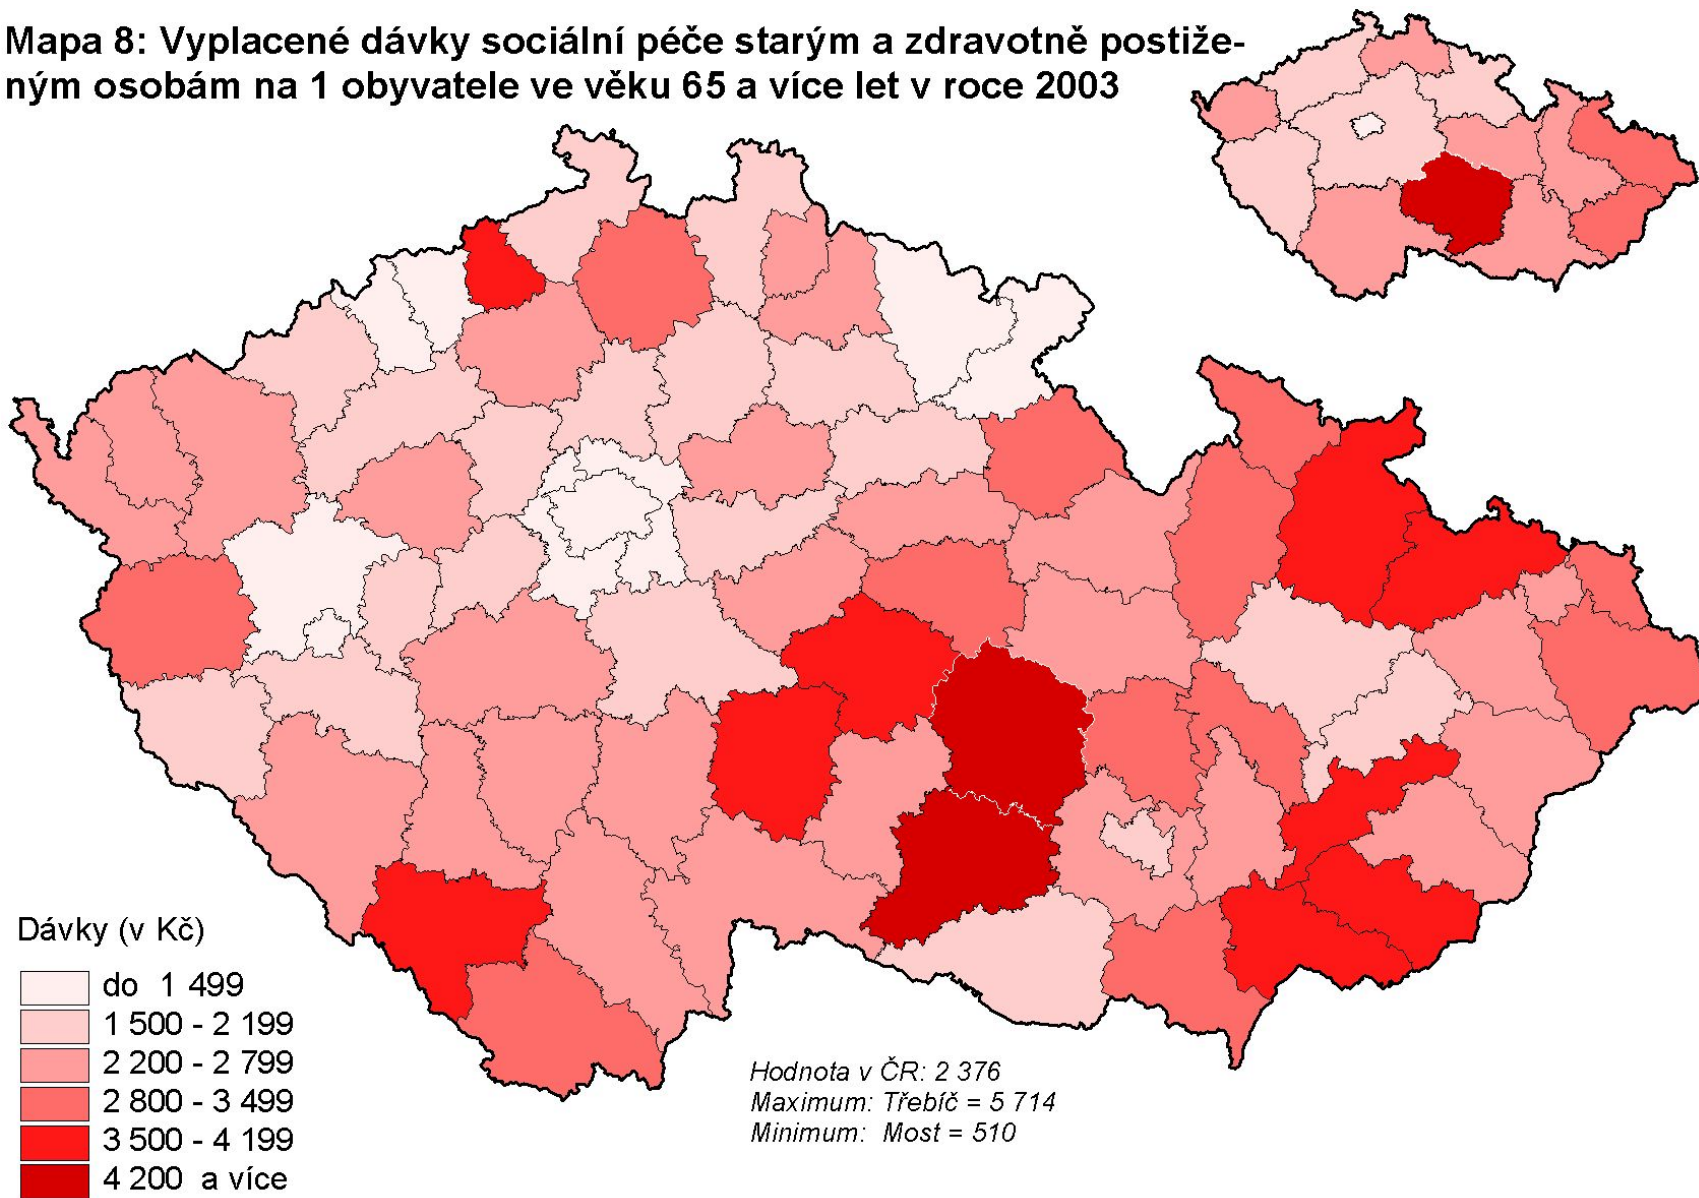 Mapa 8: Vyplacené dávky sociální péče starým a zdravotně postiže-
ným osobám na 1 obyvatele ve věku 65 a více let v roce 2003
Dávky (v Kč)
do 1 499
1 500 - 2 199
2 200 - 2 799
2 800 - 3 499
3 500 - 4 199
4 200 a více
Hodnota v ČR: 2 376
Maximum: Třebíč = 5 714
Minimum: Most = 510